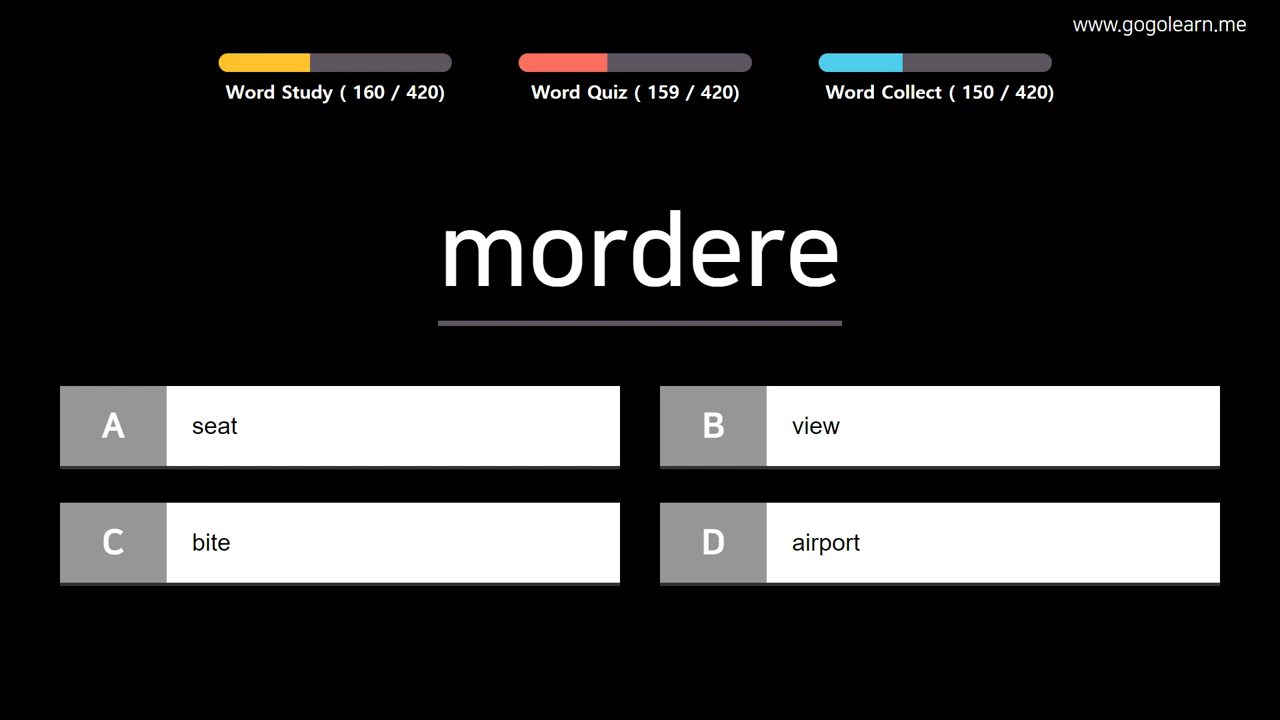 www.gogolearn.me
Word Study ( 160 / 420)
Word Quiz ( 159 / 420)
Word Collect ( 150 / 420)
mordere
A seat
B view
C bite
D airport